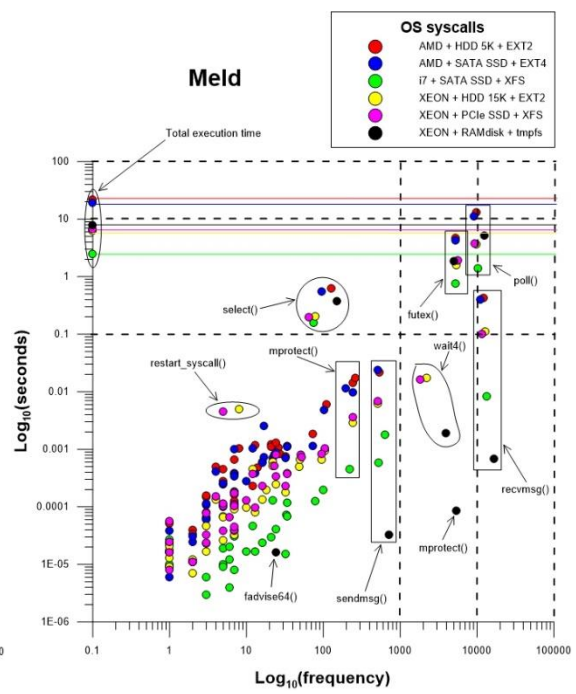 OS syscalls
AMD + HDD 5K + EXT2
AMD + SATA SSD + EXT4
i7 + SATA SSD + XFS
XEON + HDD 15K + EXT2
XEON + PCIe SSD + XFS
XEON + RAMdisk + tmpfs
Meld
Total execution time
100
10
1
0.1
0.01
0.001
0.0001
1E-05
1E-06
Log10(seconds)
select()
futex()
poll()
restart_syscall()
mprotect()
wait4()
recvmsg()
mprotect()
fadvise64()
sendmsg()
0.1
1
10
100
1000
10000
100000
Log10(frequency)